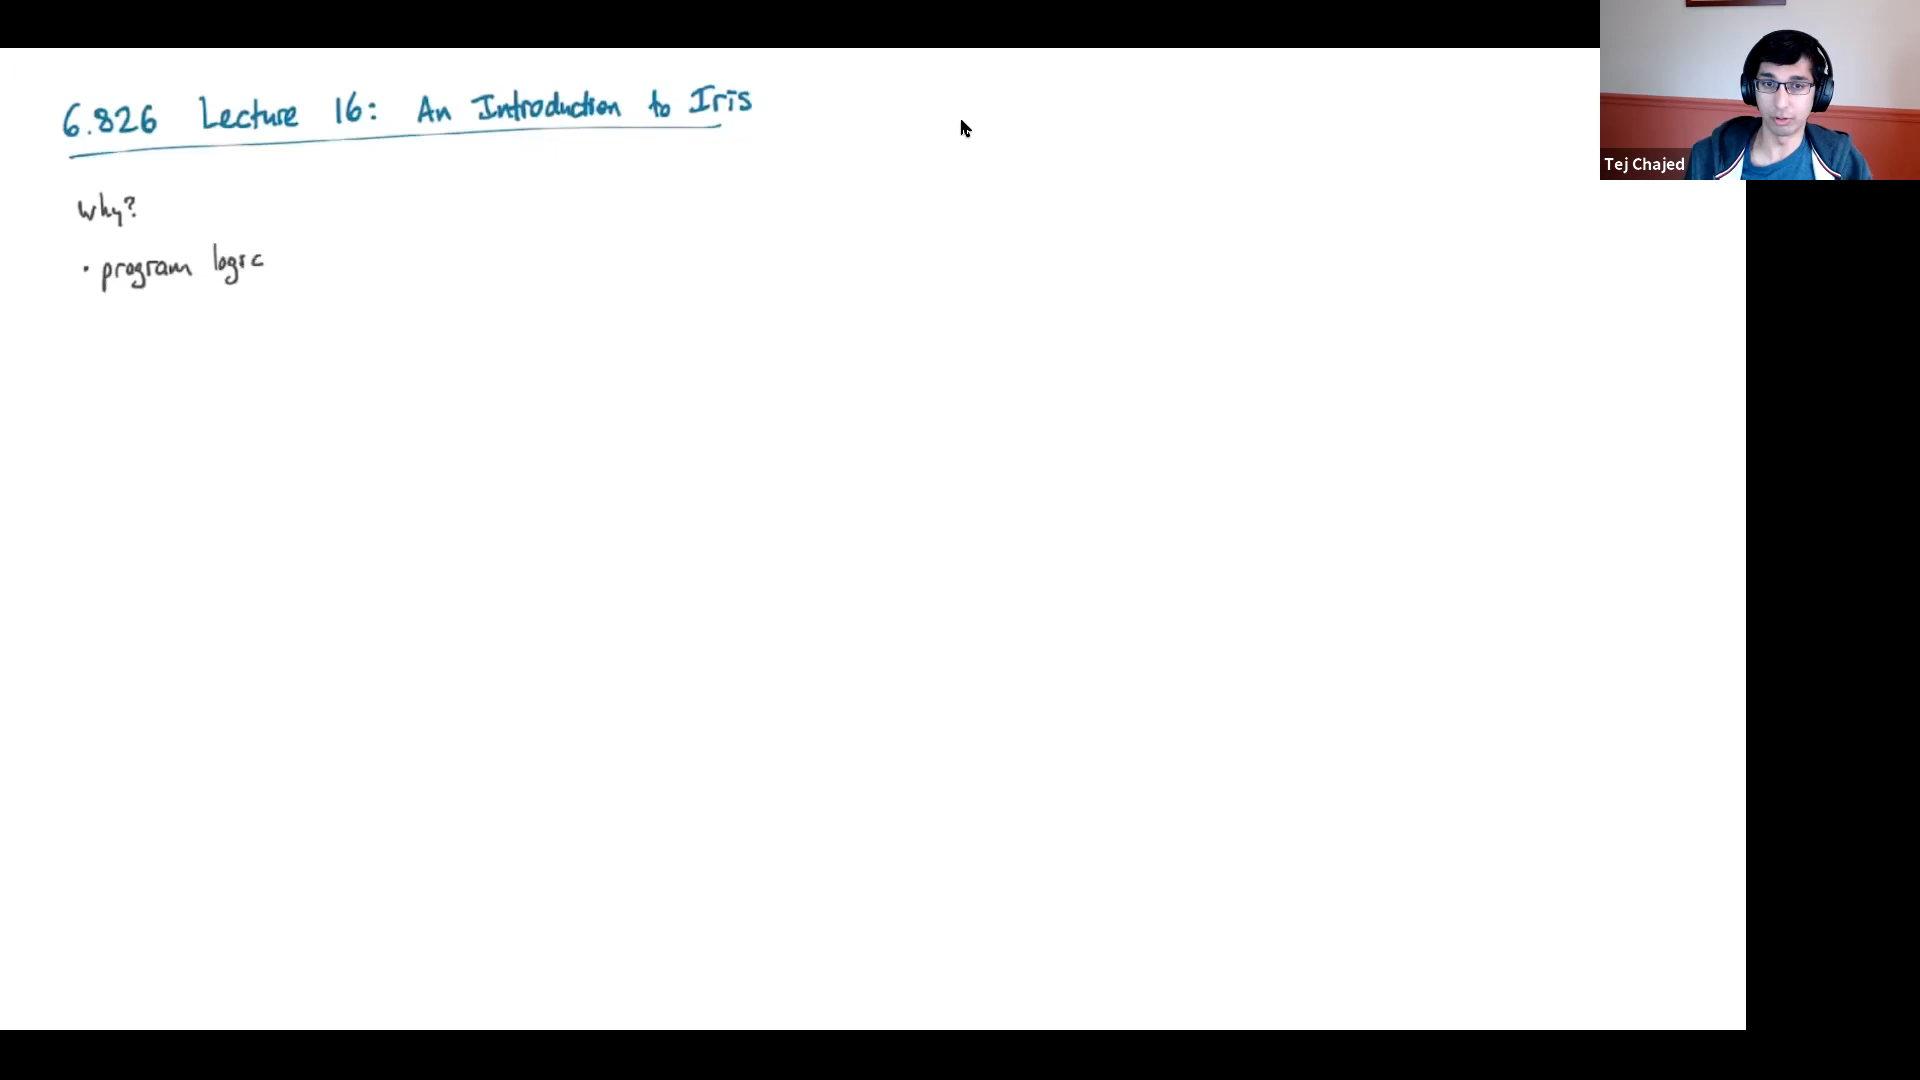 6.826 Lecture 16: An Introduction to Iris
Why?
• program logic
Tej Chajed